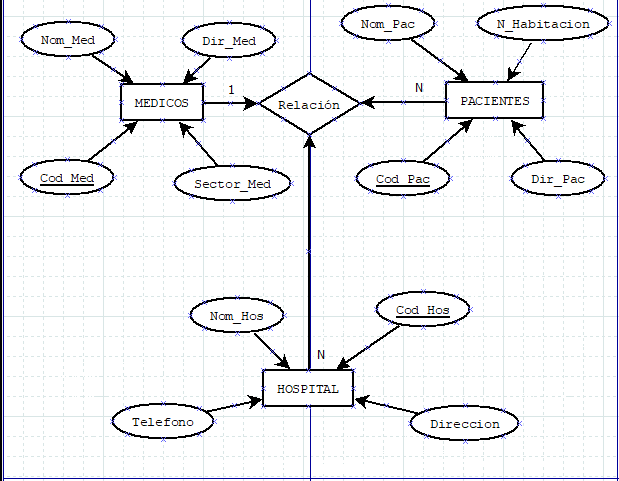 Nom_Med
Dir_Med
Nom_Pac
N_Habitacion
MEDICOS
1
Relación
N
PACIENTES
Cod_Med
Sector_Med
Cod_Pac
Dir_Pac
Nom_Hos
Cod_Hos
N
HOSPITAL
Telefono
Direccion